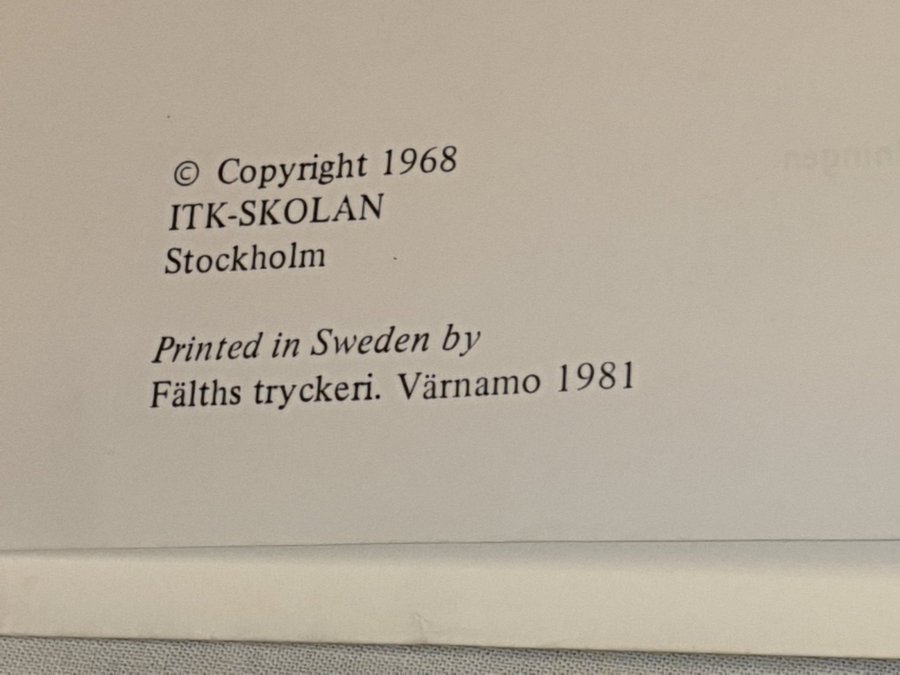 © Copyright 1968
ITK-SKOLAN
Stockholm
Printed in Sweden by
Fälths tryckeri. Värnamo 1981